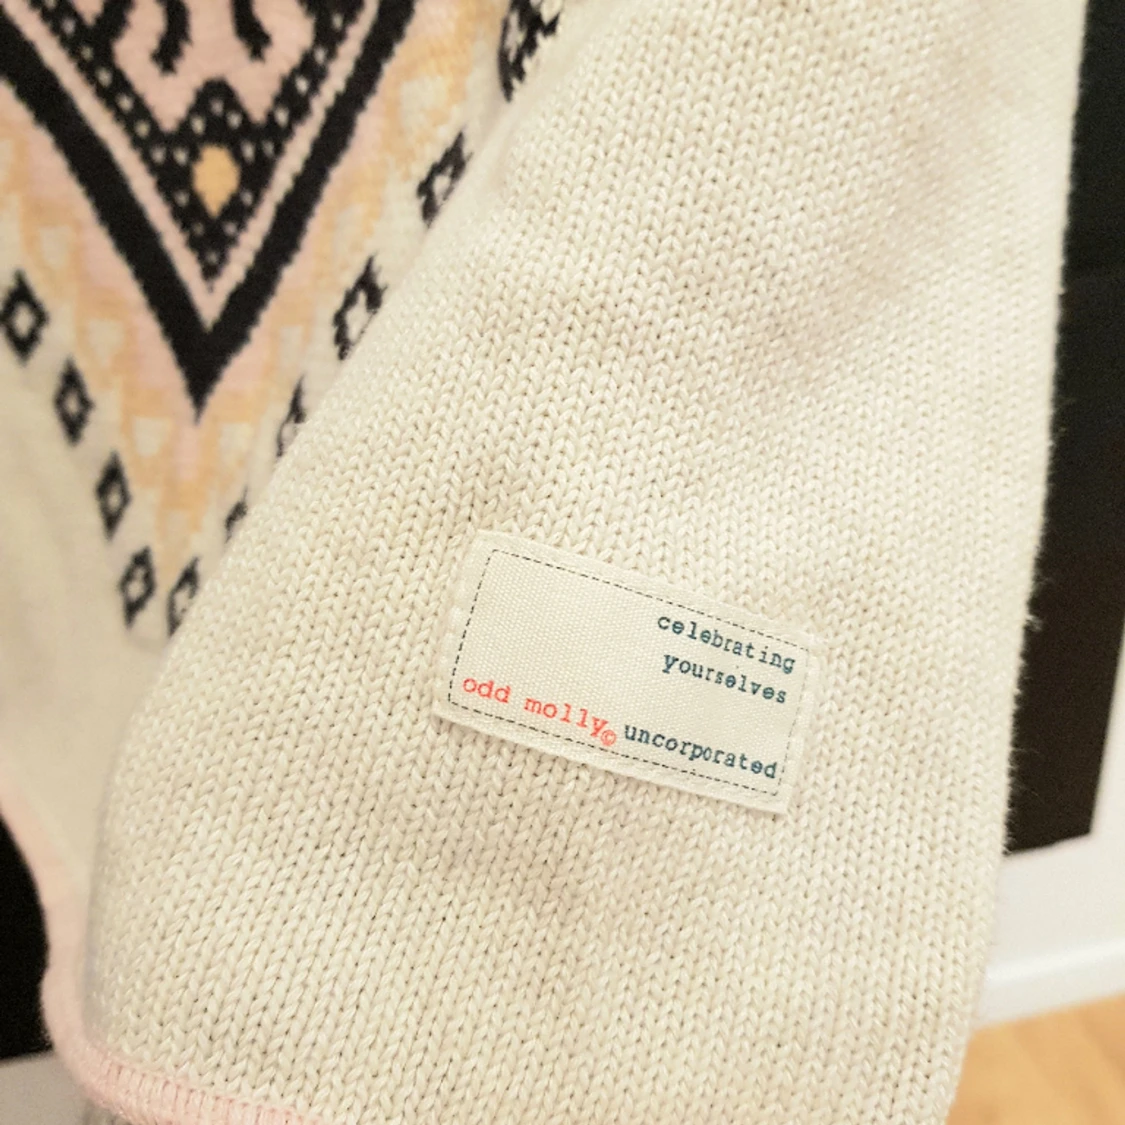 celebrating
yourselves
odd molly© uncorporated